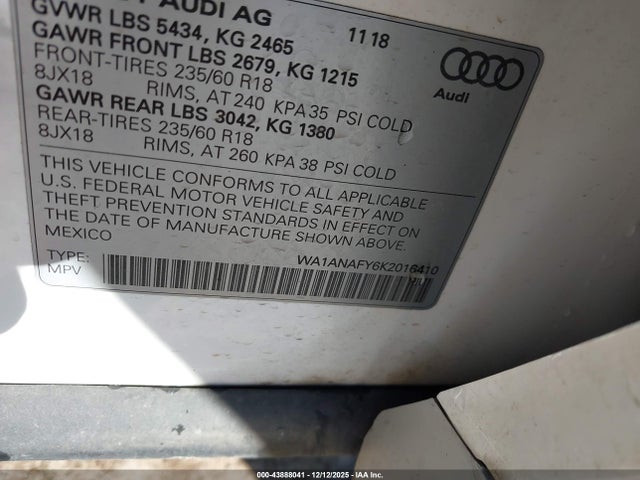 AUDI AG
GVWR LBS 5434, KG 2465 11 18
GAWR FRONT LBS 2679, KG 1215
FRONT-TIRES 235/60 R18
8JX18 RIMS, AT 240 KPA 35 PSI COLD
GAWR REAR LBS 3042, KG 1380
REAR-TIRES 235/60 R18
8JX18 RIMS, AT 260 KPA 38 PSI COLD
Audi
THIS VEHICLE CONFORMS TO ALL APPLICABLE
U.S. FEDERAL MOTOR VEHICLE SAFETY AND
THEFT PREVENTION STANDARDS IN EFFECT ON
THE DATE OF MANUFACTURE SHOWN ABOVE.
MEXICO
TYPE: WA1ANAFY6K2016410
MPV
000-43888041 - 12/12/2025 - IAA Inc.